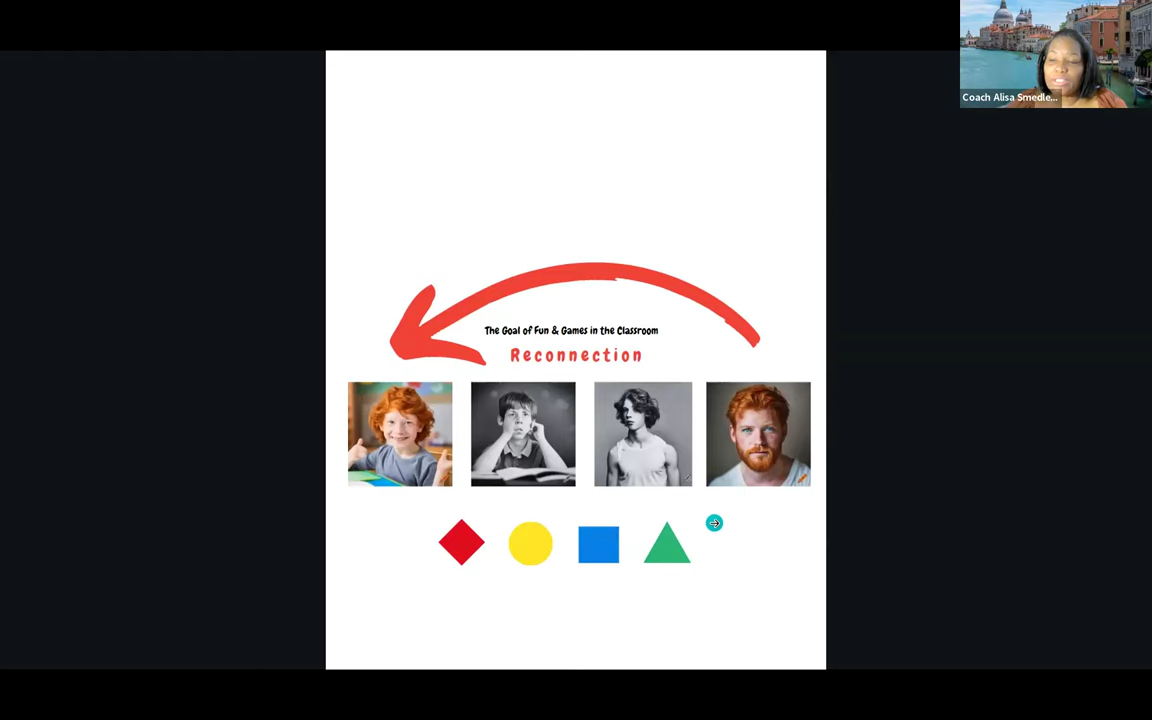 Coach Alisa Smedle...
The Goal of Fun & Games in the Classroom
Reconnection